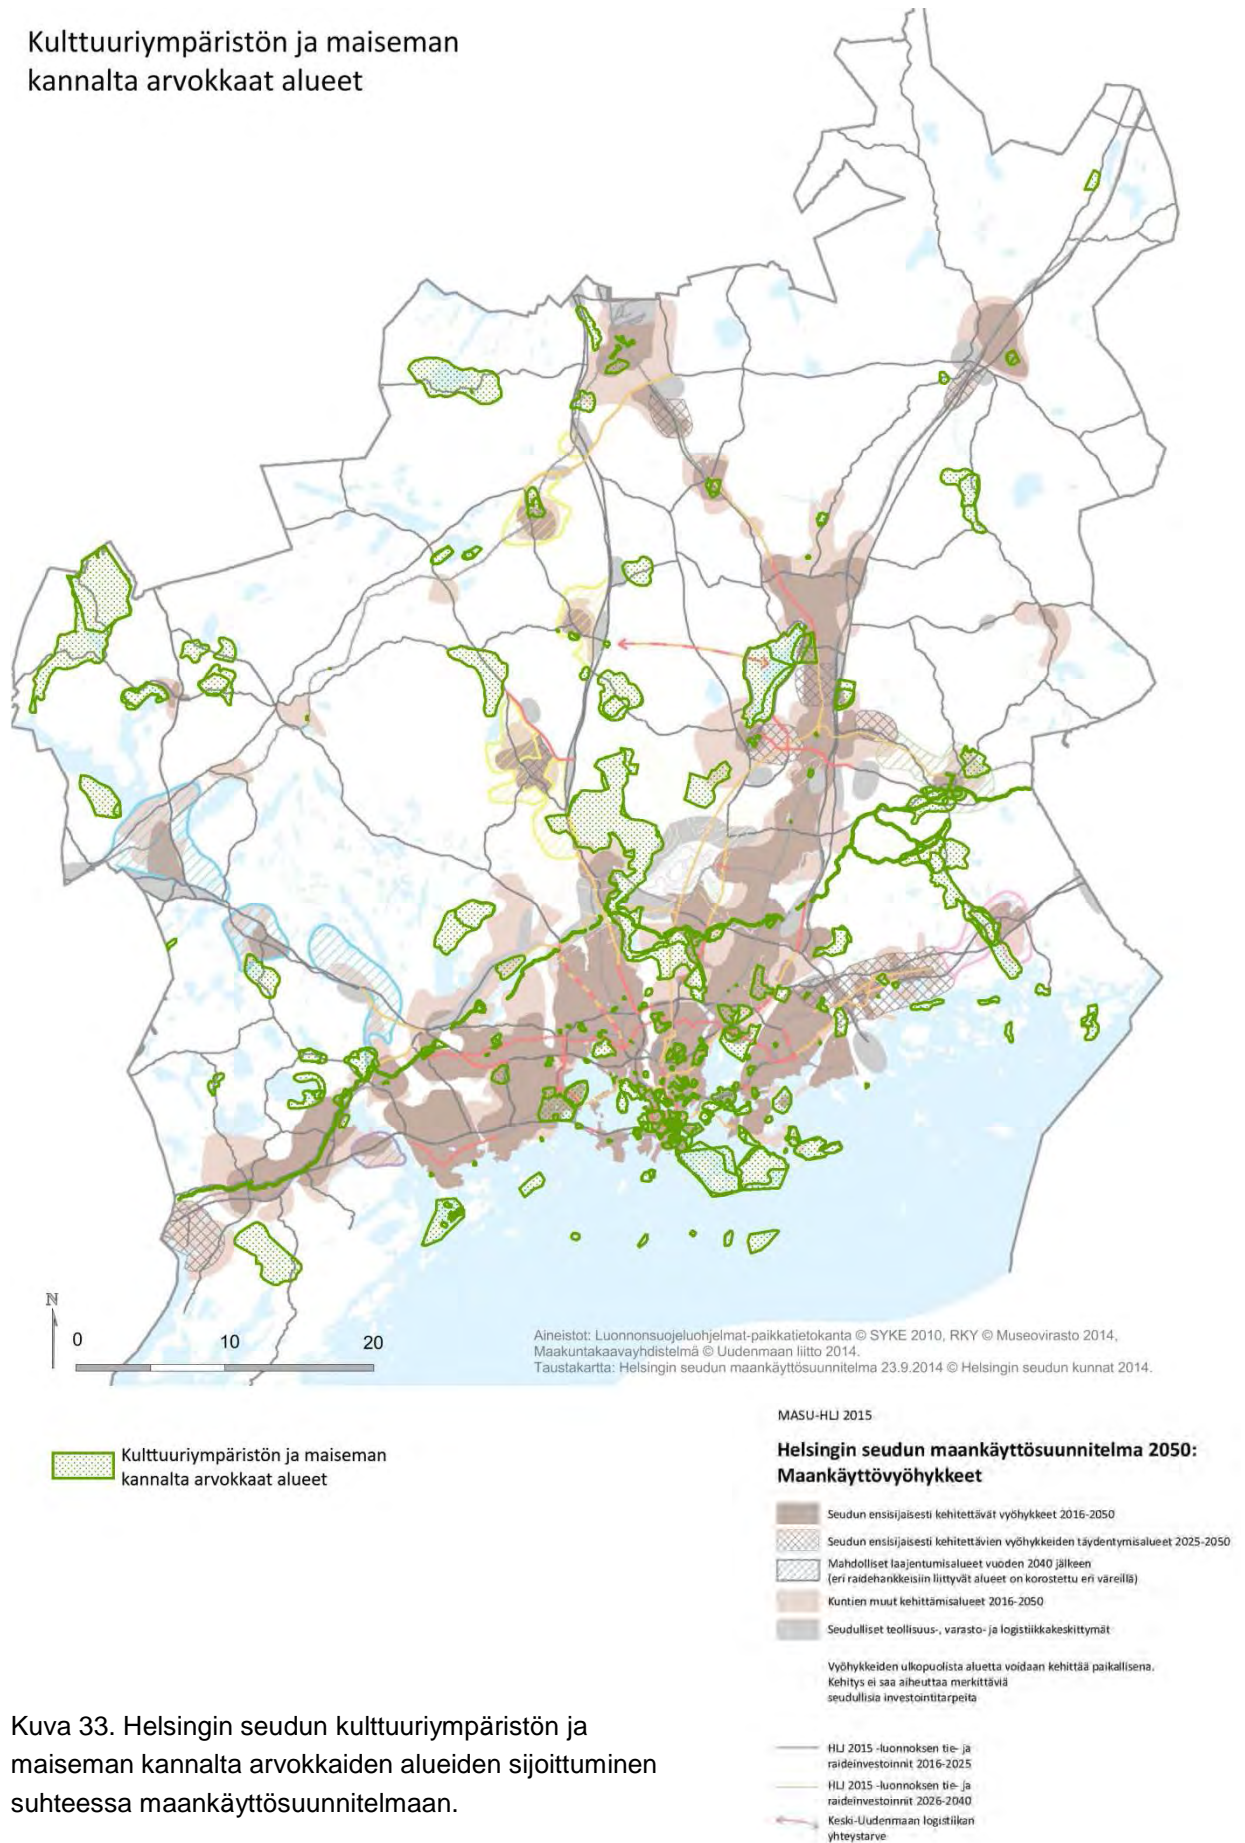 Kulttuuriympäristön ja maiseman
kannalta arvokkaat alueet
N
0
10
20
Aineistot: Luonnonsuojeluohjelmat-paikkatietokanta © SYKE 2010, RKY © Museovirasto 2014,
Maakuntakaavayhdistelmä © Uudenmaan liitto 2014.
Taustakartta: Helsingin seudun maankäyttösuunnitelma 23.9.2014 © Helsingin seudun kunnat 2014.
Kulttuuriympäristön ja maiseman
kannalta arvokkaat alueet
MASU-HLJ 2015
Helsingin seudun maankäyttösuunnitelma 2050:
Maankäyttövyöhykkeet
Seudun ensisijaisesti kehitettävät vyöhykkeet 2016-2050
Seudun ensisijaisesti kehitettävien vyöhykkeiden täydentymisalueet 2025-2050
Mahdolliset laajentumisalueet vuoden 2040 jälkeen
(eri raidehankkeisiin liittyvät alueet on korostettu eri väreillä)
Kuntien muut kehittämisalueet 2016-2050
Seudulliset teollisuus-, varasto- ja logistiikkakeskittymät
Vyöhykkeiden ulkopuolista aluetta voidaan kehittää paikallisena.
Kehitys ei saa aiheuttaa merkittäviä
seudullisia investointitarpeita
HLJ 2015 -luonnoksen tie- ja
raideinvestoinnit 2016-2025
HLJ 2015 -luonnoksen tie- ja
raideinvestoinnit 2026-2040
Keski-Uudenmaan logistiikan
yhteystarve
Kuva 33. Helsingin seudun kulttuuriympäristön ja
maiseman kannalta arvokkaiden alueiden sijoittuminen
suhteessa maankäyttösuunnitelmaan.